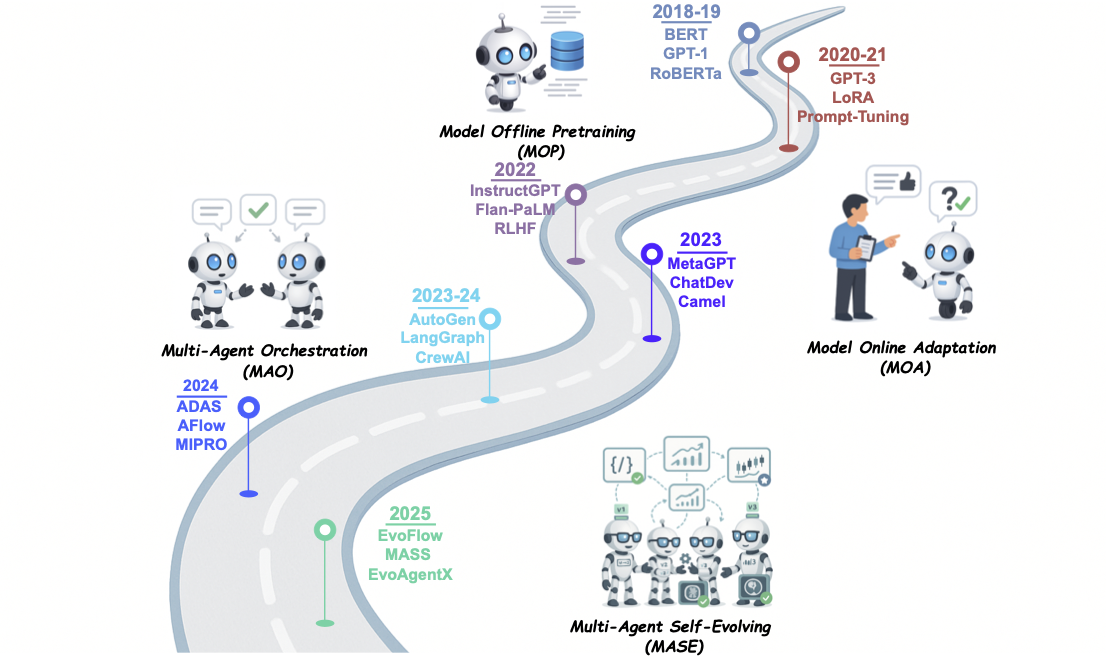 2018-19
BERT
GPT-1
RoBERTa
2020-21
GPT-3
LoRA
Prompt-Tuning
Model Offline Pretraining
(MOP)
2022
InstructGPT
Flan-PaLM
RLHF
2023
MetaGPT
ChatDev
Camel
?
Model Online Adaptation
(MOA)
Multi-Agent Orchestration
(MAO)
2023-24
AutoGen
LangGraph
CrewAI
2024
ADAS
AFlow
MIPRO
2025
EvoFlow
MASS
EvoAgentX
{/}
v1
v3
Multi-Agent Self-Evolving
(MASE)